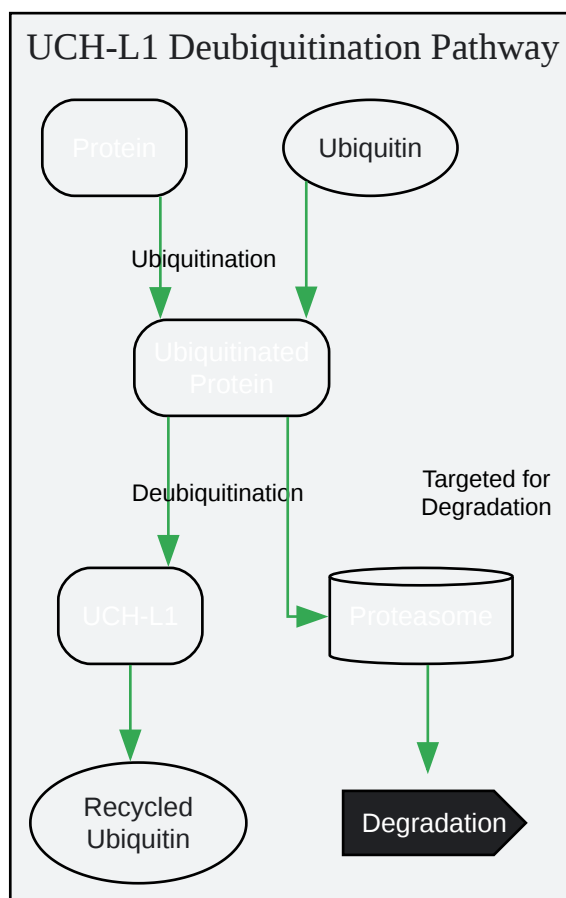 UCH-L1 Deubiquitination Pathway
Protein
Ubiquitin
Ubiquitination
Ubiquitinated
Protein
Deubiquitination
Targeted for
Degradation
UCH-L1
Proteasome
Recycled
Ubiquitin
Degradation